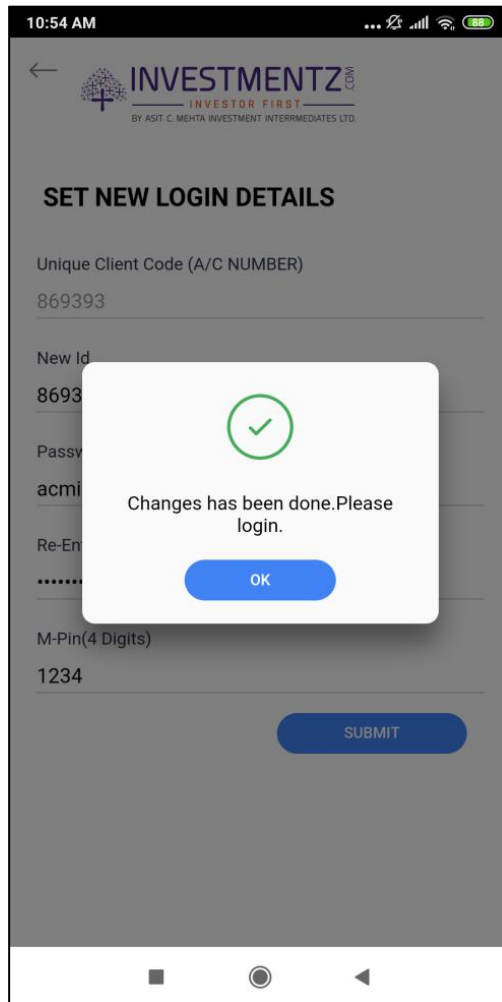 10:54 AM
88
INVESTMENTZ.COM
INVESTOR FIRST
BY ASIT C. MEHTA INVESTMENT INTERRMEDIATES LTD.
SET NEW LOGIN DETAILS
Unique Client Code (A/C NUMBER)
869393
New Id
8693
Passw
acmi
Changes has been done.Please
login.
Re-En
OK
M-Pin(4 Digits)
1234
SUBMIT